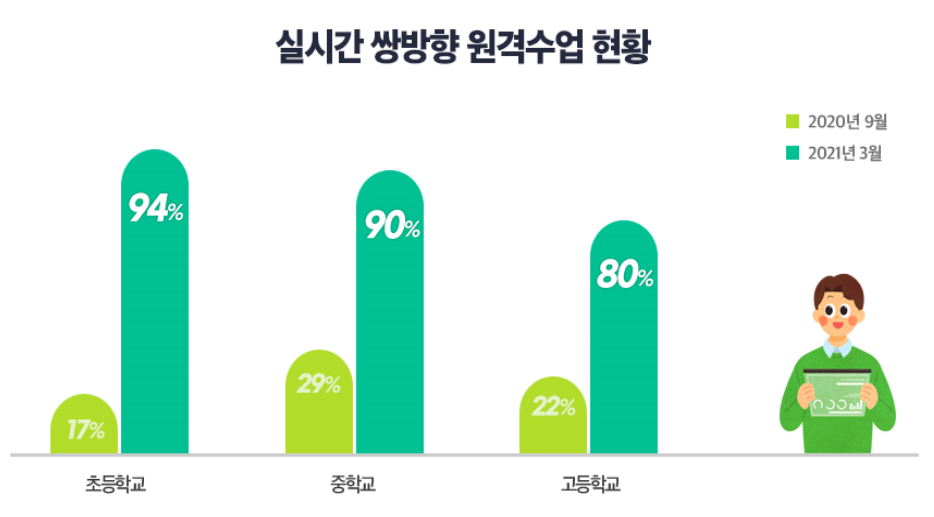 실시간 쌍방향 원격수업 현황
2020년 9월
2021년 3월
94%
90%
80%
29%
22%
17%
초등학교
중학교
고등학교